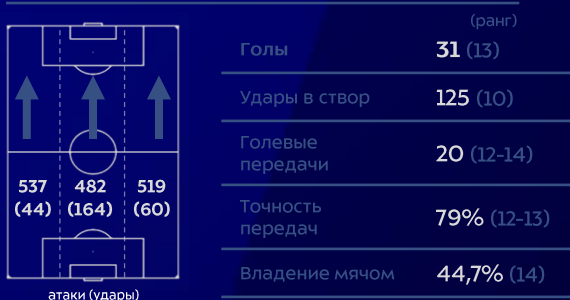 (ранг)
Голы 31 (13)
Удары в створ 125 (10)
Голевые
передачи 20 (12-14)
Точность
передач 79% (12-13)
Владение мячом 44,7% (14)
537 482 519
(44) (164) (60)
атаки (удары)